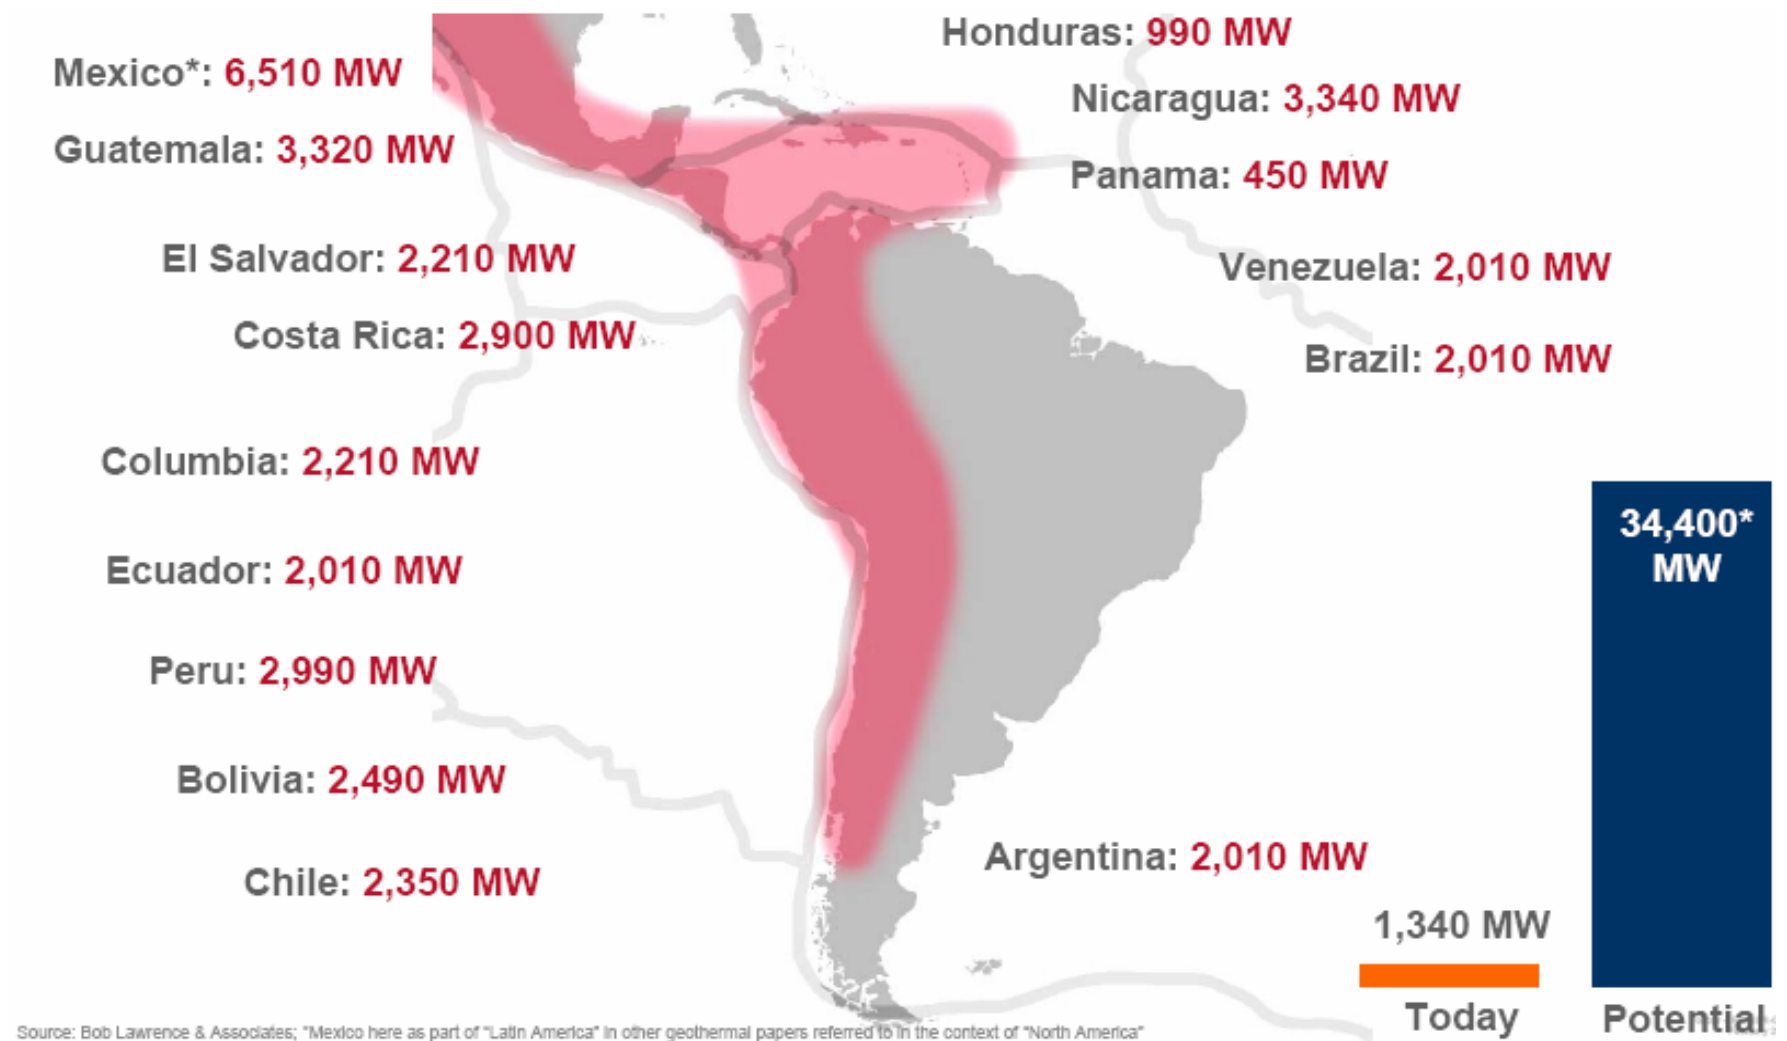 Honduras: 990 MW
Mexico*: 6,510 MW
Nicaragua: 3,340 MW
Guatemala: 3,320 MW
Panama: 450 MW
El Salvador: 2,210 MW
Venezuela: 2,010 MW
Costa Rica: 2,900 MW
Brazil: 2,010 MW
Columbia: 2,210 MW
34,400*
MW
Ecuador: 2,010 MW
Peru: 2,990 MW
Bolivia: 2,490 MW
Argentina: 2,010 MW
Chile: 2,350 MW
1,340 MW
Today
Potential
Source: Bob Lawrence & Associates; "Mexico here as part of "Latin America" in other geothermal papers referred to in the context of "North America"